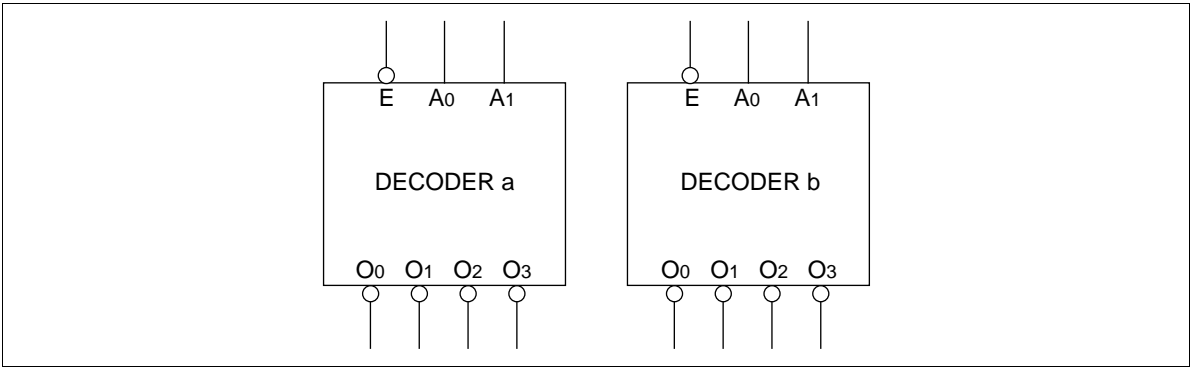 E A0 A1 E A0 A1
DECODER a DECODER b
O0 O1 O2 O3 O0 O1 O2 O3